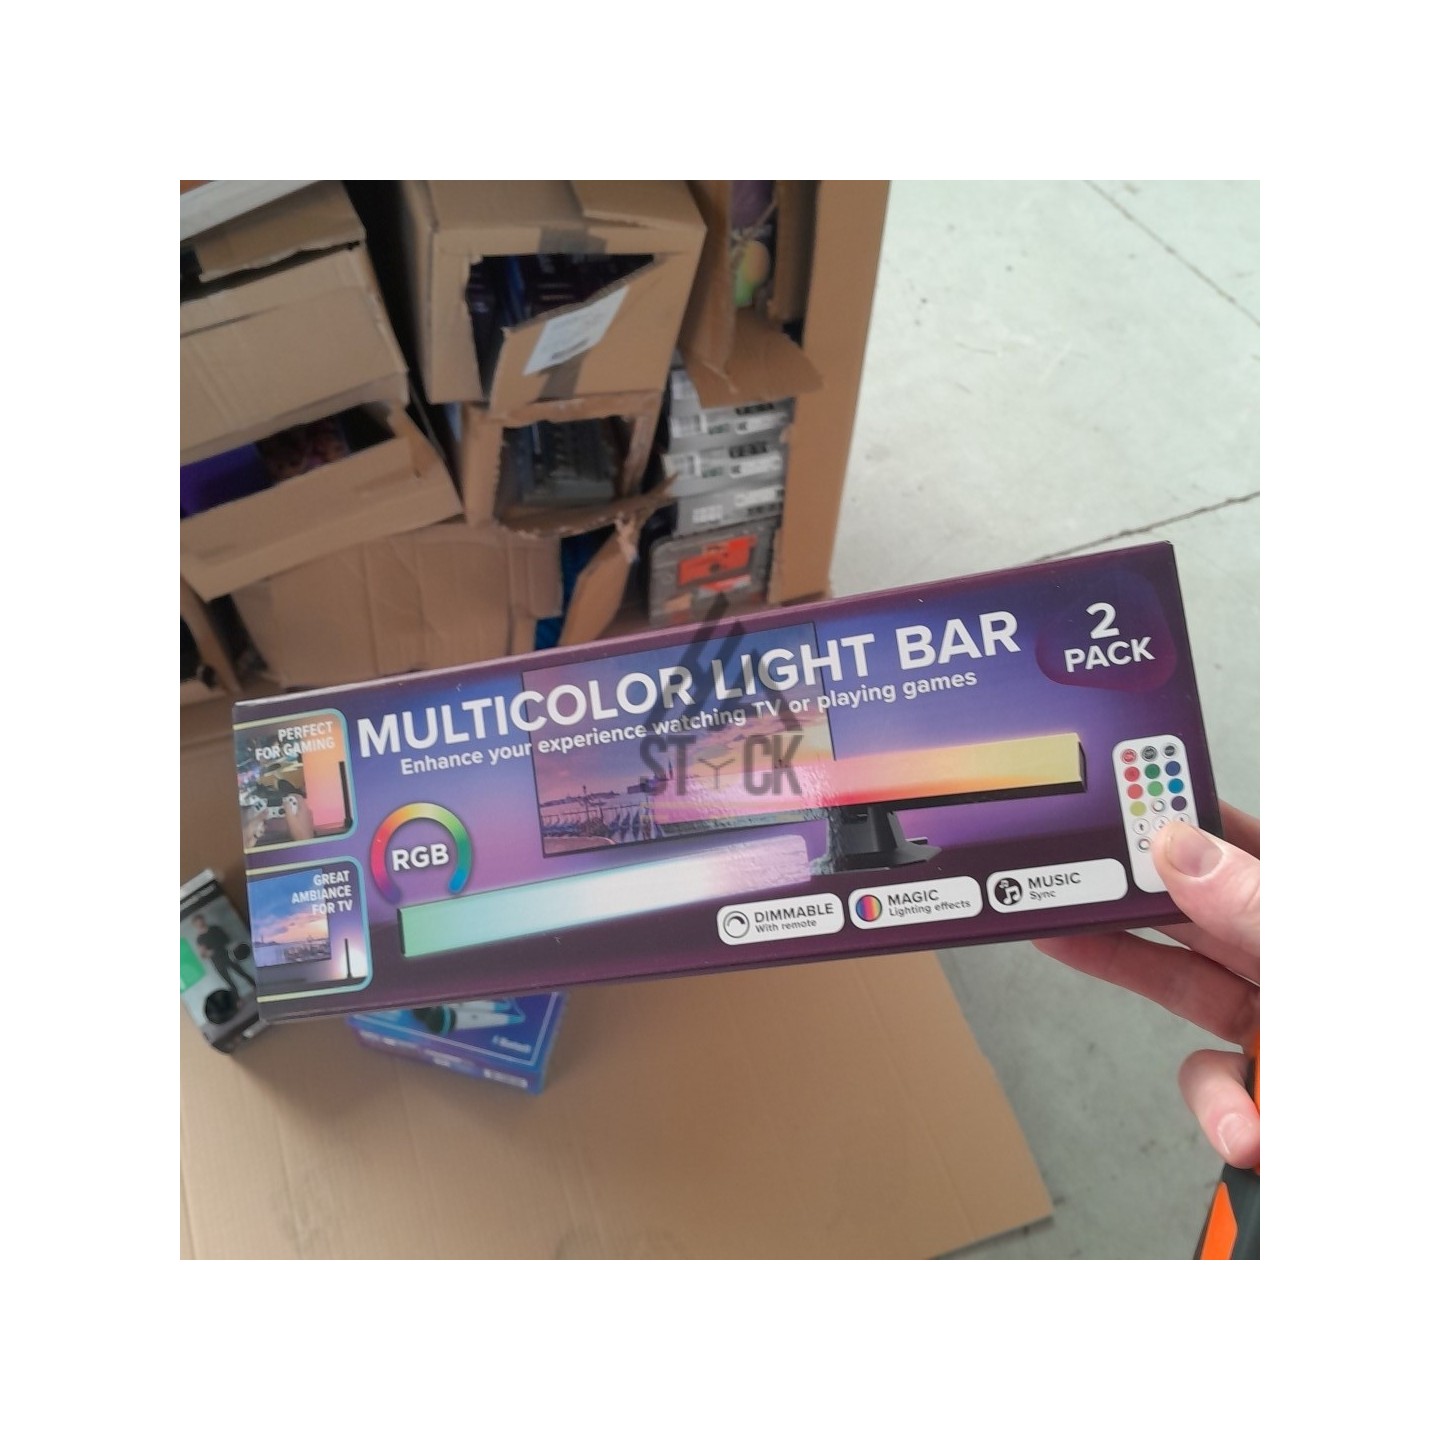 MULTICOLOR LIGHT BAR
Enhance your experience watching TV or playing games
2
PACK
PERFECT
FOR GAMING
RGB
GREAT
AMBIANCE
FOR TV
DIMMABLE
With remote
MAGIC
Lighting effects
MUSIC
Sync
STOCK